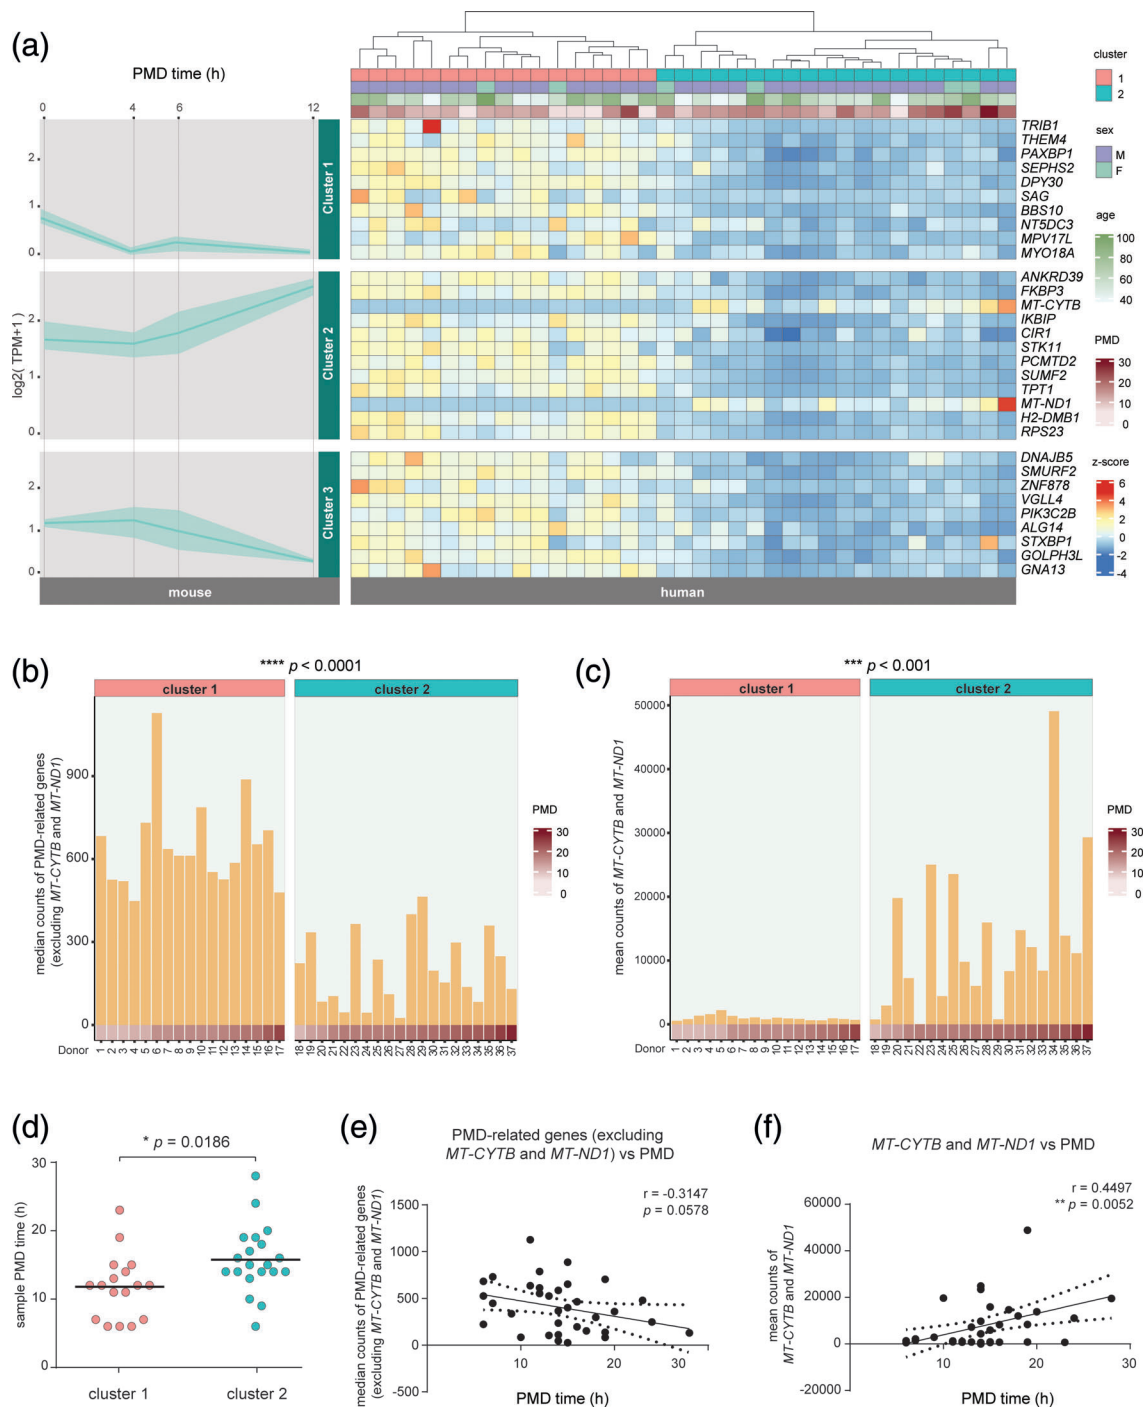 (a)
PMD time (h)
0 4 6 12
2
1
0
Cluster 1
2
1
0
Cluster 2
2
1
0
Cluster 3
log2( TPM+1)
mouse
human
TRIB1
THEM4
PAXBP1
SEPHS2
DPY30
SAG
BBS10
NT5DC3
MPV17L
MYO18A
ANKRD39
FKBP3
MT-CYTB
IKBIP
CIR1
STK11
PCMTD2
SUMF2
TPT1
MT-ND1
H2-DMB1
RPS23
DNAJB5
SMURF2
ZNF878
VGLL4
PIK3C2B
ALG14
STXBP1
GOLPH3L
GNA13
cluster
1
2
sex
M
F
age
100
80
60
40
PMD
30
20
10
0
z-score
6
4
2
0
-2
-4
(b)
**** p < 0.0001
cluster 1 cluster 2
median counts of PMD-related genes
(excluding MT-CYTB and MT-ND1)
900
600
300
0
Donor 1 2 3 4 5 6 7 8 9 10 11 12 13 14 15 16 17 18 19 20 21 22 23 24 25 26 27 28 29 30 31 32 33 34 35 36 37
PMD
30
20
10
0
(c)
*** p < 0.001
cluster 1 cluster 2
mean counts of MT-CYTB and MT-ND1
50000
40000
30000
20000
10000
0
Donor 1 2 3 4 5 6 7 8 9 10 11 12 13 14 15 16 17 18 19 20 21 22 23 24 25 26 27 28 29 30 31 32 33 34 35 36 37
PMD
30
20
10
0
(d)
* p = 0.0186
sample PMD time (h)
30
20
10
0
cluster 1 cluster 2
(e)
PMD-related genes (excluding
MT-CYTB and MT-ND1) vs PMD
r = -0.3147
p = 0.0578
median counts of PMD-related genes
(excluding MT-CYTB and MT-ND1)
1500
1000
500
0
-500
10 20 30
PMD time (h)
(f)
MT-CYTB and MT-ND1 vs PMD
r = 0.4497
** p = 0.0052
mean counts of
MT-CYTB and MT-ND1
60000
40000
20000
0
-20000
10 20 30
PMD time (h)